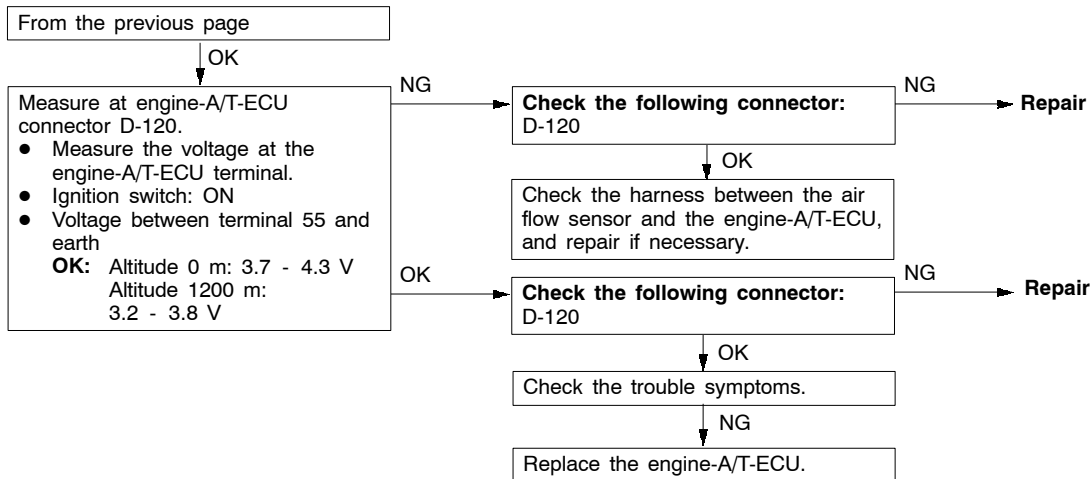 From the previous page
OK
Measure at engine-A/T-ECU
connector D-120.
● Measure the voltage at the
engine-A/T-ECU terminal.
● Ignition switch: ON
● Voltage between terminal 55 and
earth
OK: Altitude 0 m: 3.7 - 4.3 V
Altitude 1200 m:
3.2 - 3.8 V
NG
Check the following connector:
D-120
NG
Repair
OK
Check the harness between the air
flow sensor and the engine-A/T-ECU,
and repair if necessary.
OK
Check the following connector:
D-120
NG
Repair
OK
Check the trouble symptoms.
NG
Replace the engine-A/T-ECU.